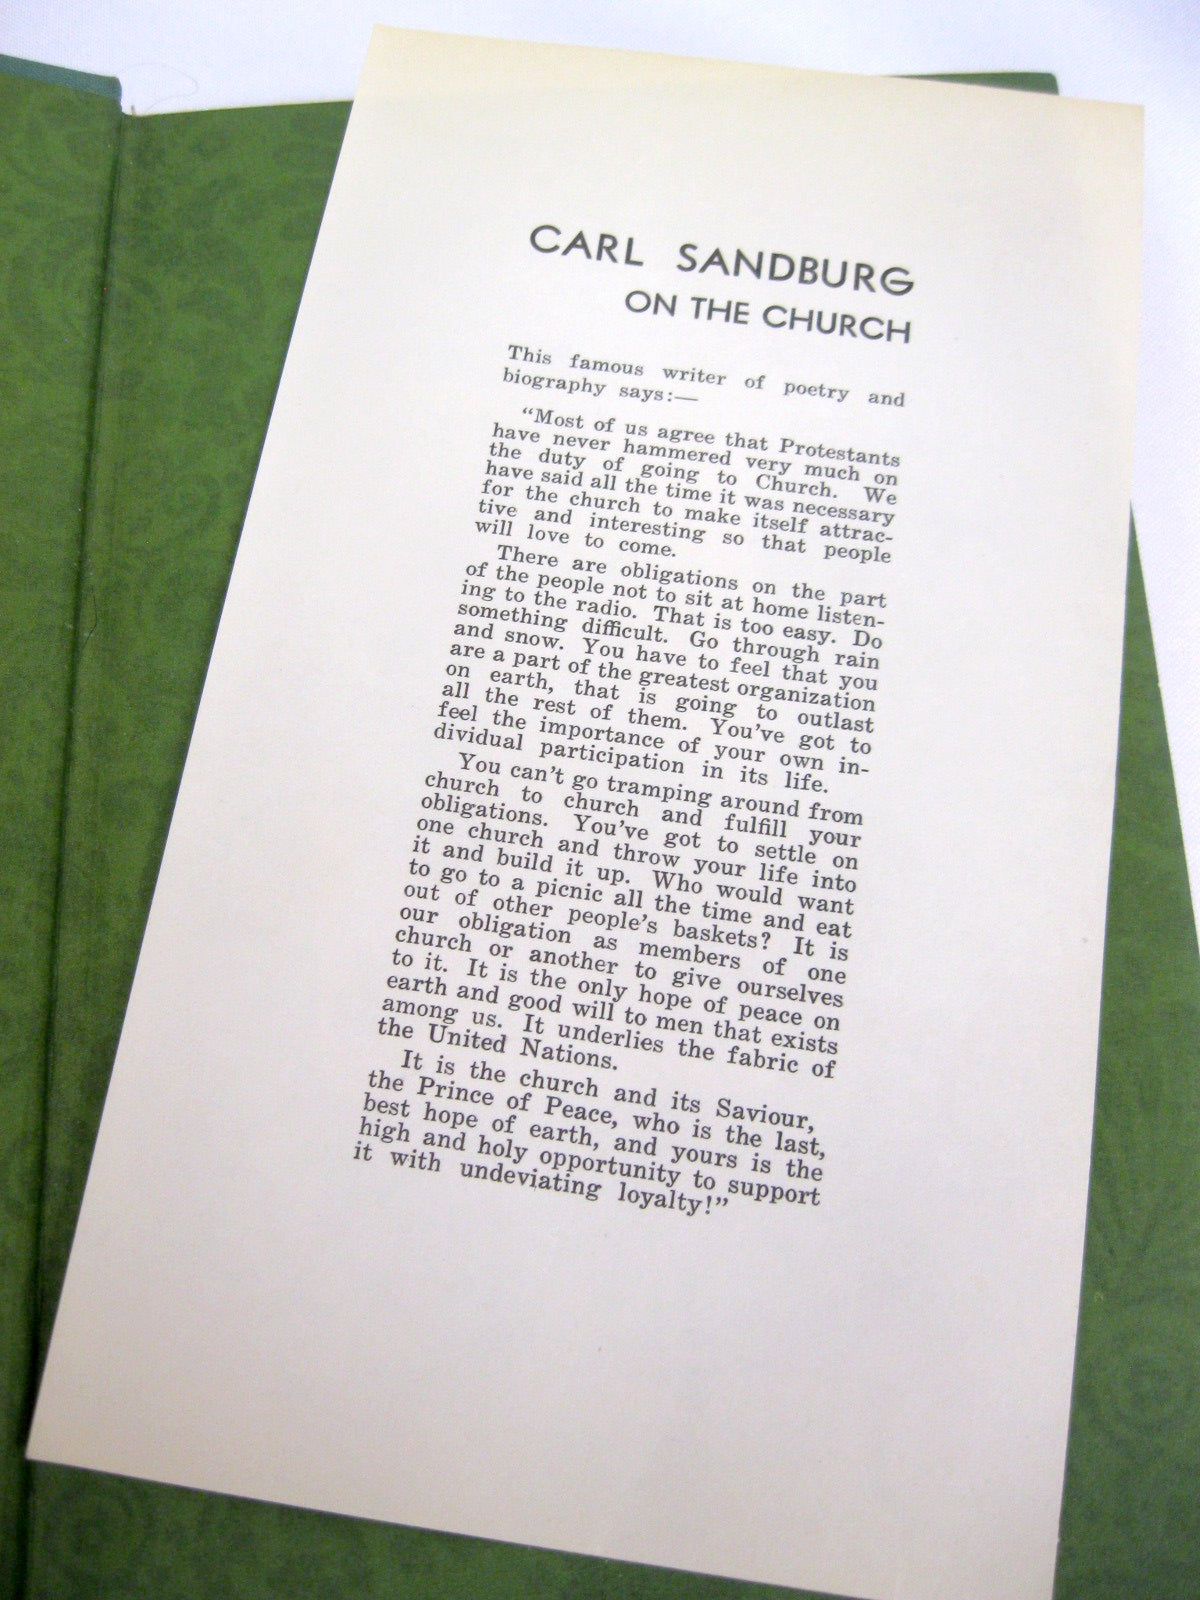 CARL SANDBURG
ON THE CHURCH
This famous writer of poetry and
biography says:—
“Most of us agree that Protestants
have never hammered very much on
the duty of going to Church. We
have said all the time it was necessary
for the church to make itself attrac-
tive and interesting so that people
will love to come.
There are obligations on the part
of the people not to sit at home listen-
ing to the radio. That is too easy. Do
something difficult. Go through rain
and snow. You have to feel that you
are a part of the greatest organization
on earth, that is going to outlast
all the rest of them. You’ve got to
feel the importance of your own in-
dividual participation in its life.
You can’t go tramping around from
church to church and fulfill your
obligations. You’ve got to settle on
one church and throw your life into
it and build it up. Who would want
to go to a picnic all the time and eat
out of other people’s baskets? It is
our obligation as members of one
church or another to give ourselves
to it. It is the only hope of peace on
earth and good will to men that exists
among us. It underlies the fabric of
the United Nations.
It is the church and its Saviour,
the Prince of Peace, who is the last,
best hope of earth, and yours is the
high and holy opportunity to support
it with undeviating loyalty!”